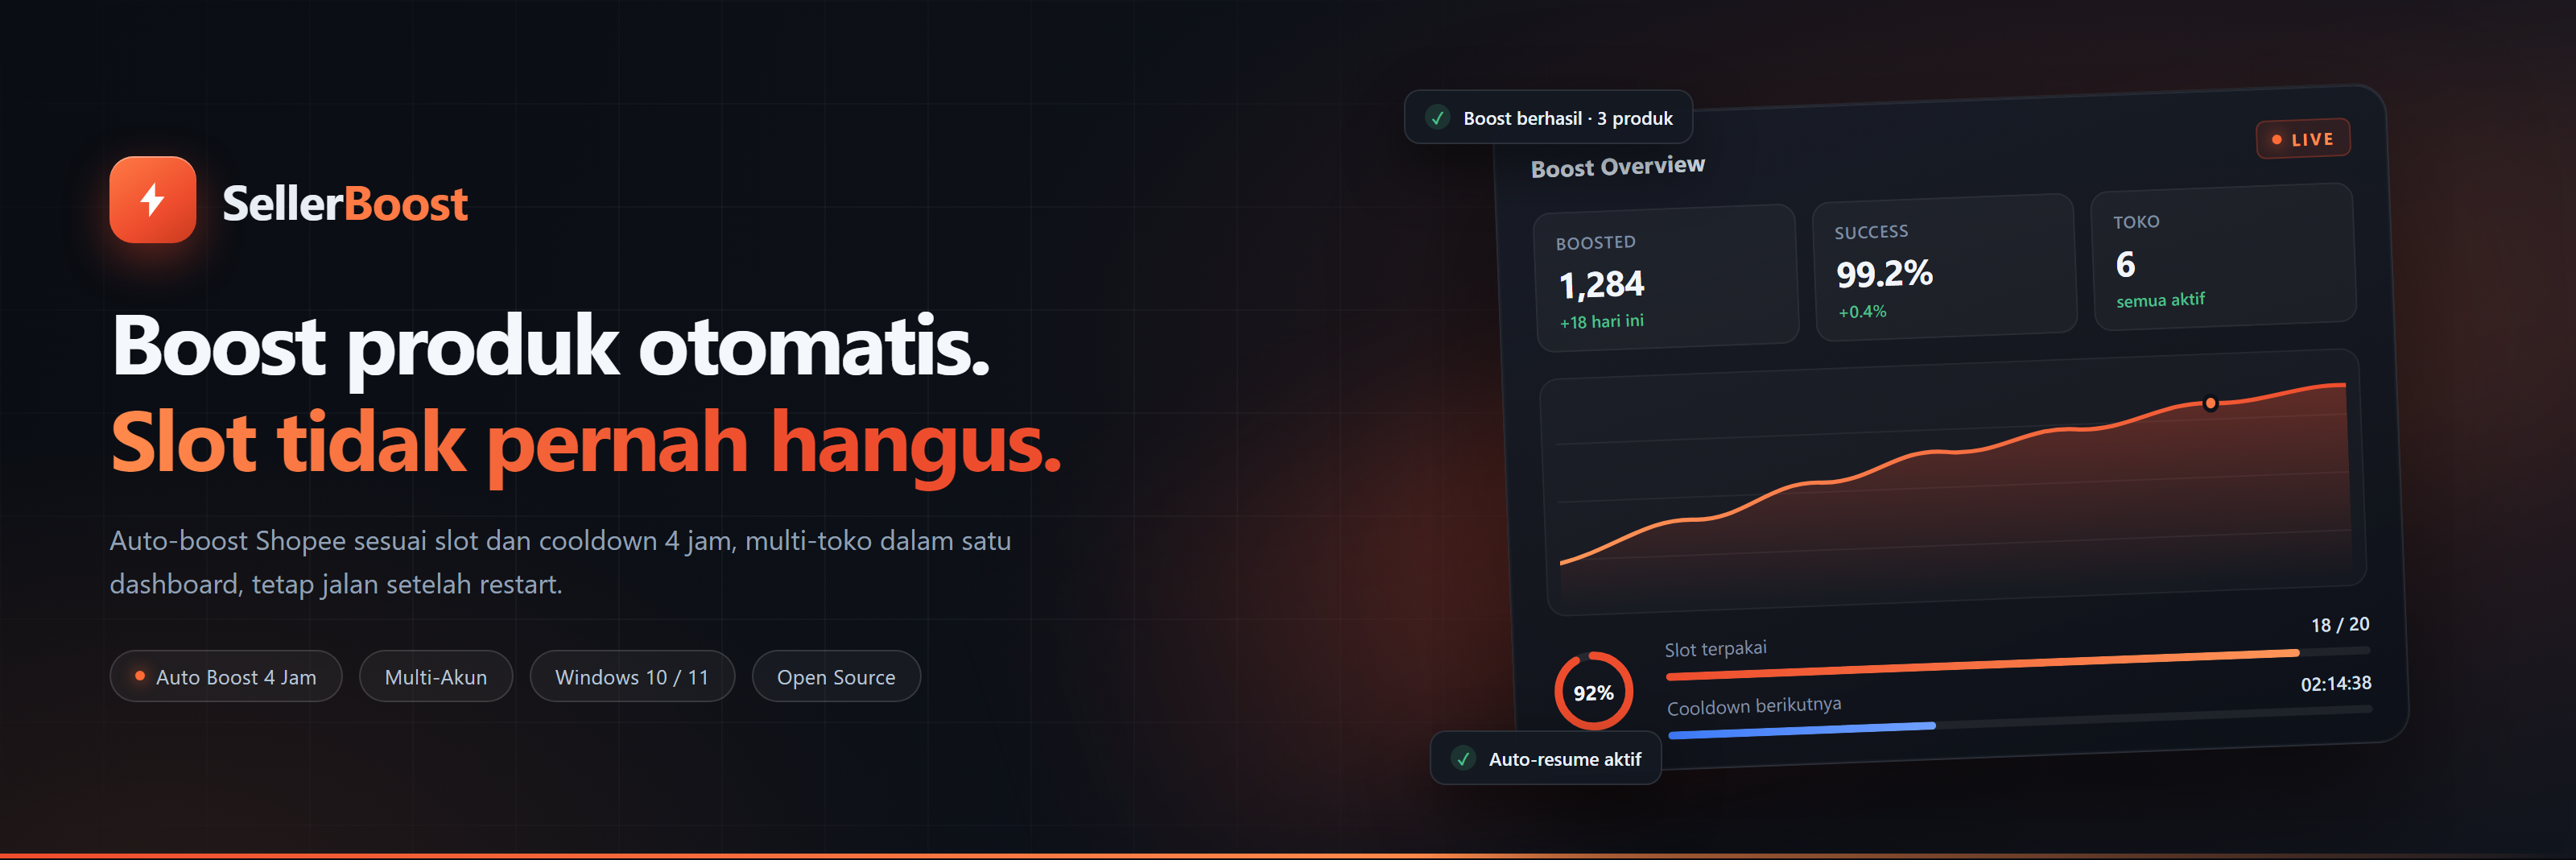 SellerBoost
Boost produk otomatis.
Slot tidak pernah hangus.
Auto-boost Shopee sesuai slot dan cooldown 4 jam, multi-toko dalam satu
dashboard, tetap jalan setelah restart.
Auto Boost 4 Jam
Multi-Akun
Windows 10 / 11
Open Source
✓ Boost berhasil · 3 produk
Boost Overview
LIVE
BOOSTED
1,284
+18 hari ini
SUCCESS
99.2%
+0.4%
TOKO
6
semua aktif
92%
Slot terpakai
18 / 20
Cooldown berikutnya
02:14:38
✓ Auto-resume aktif